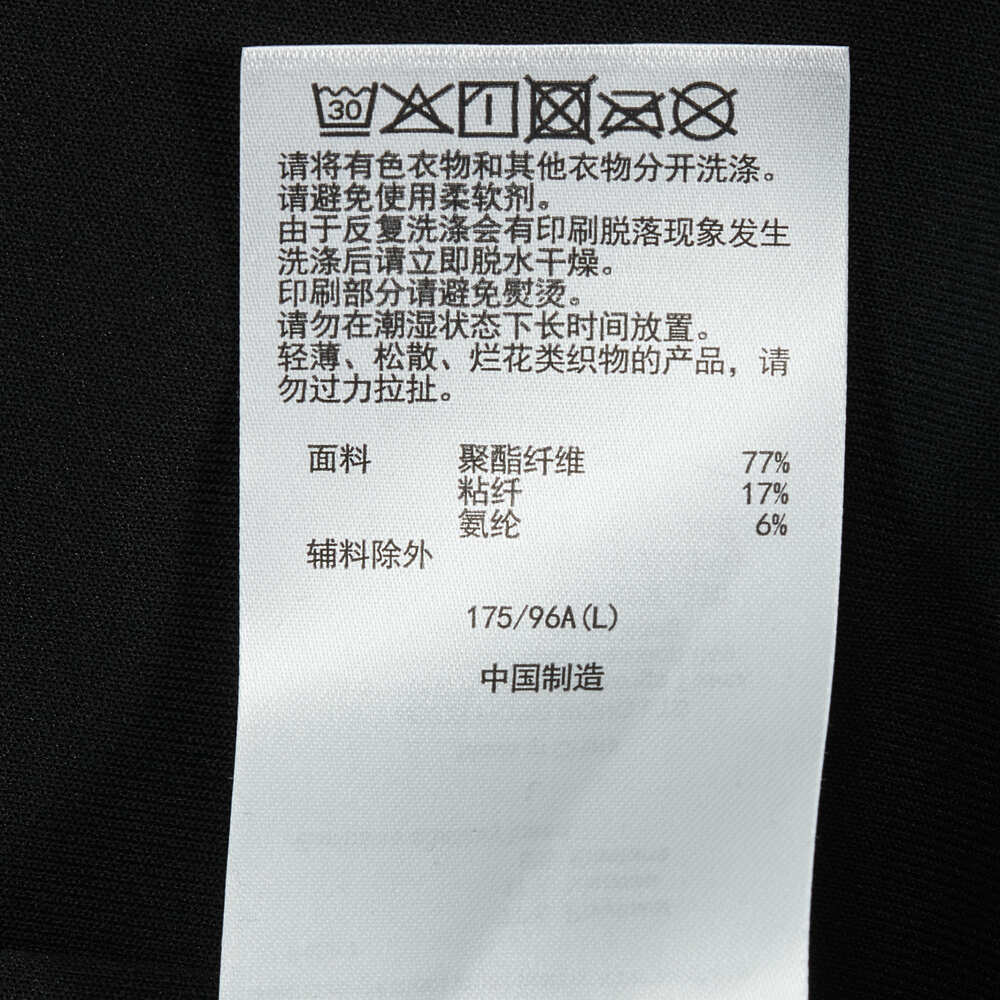 30
请将有色衣物和其他衣物分开洗涤。
请避免使用柔软剂。
由于反复洗涤会有印刷脱落现象发生
洗涤后请立即脱水干燥。
印刷部分请避免熨烫。
请勿在潮湿状态下长时间放置。
轻薄、松散、烂花类织物的产品，请
勿过力拉扯。
面料 聚酯纤维 77%
粘纤 17%
氨纶 6%
辅料除外
175/96A(L)
中国制造